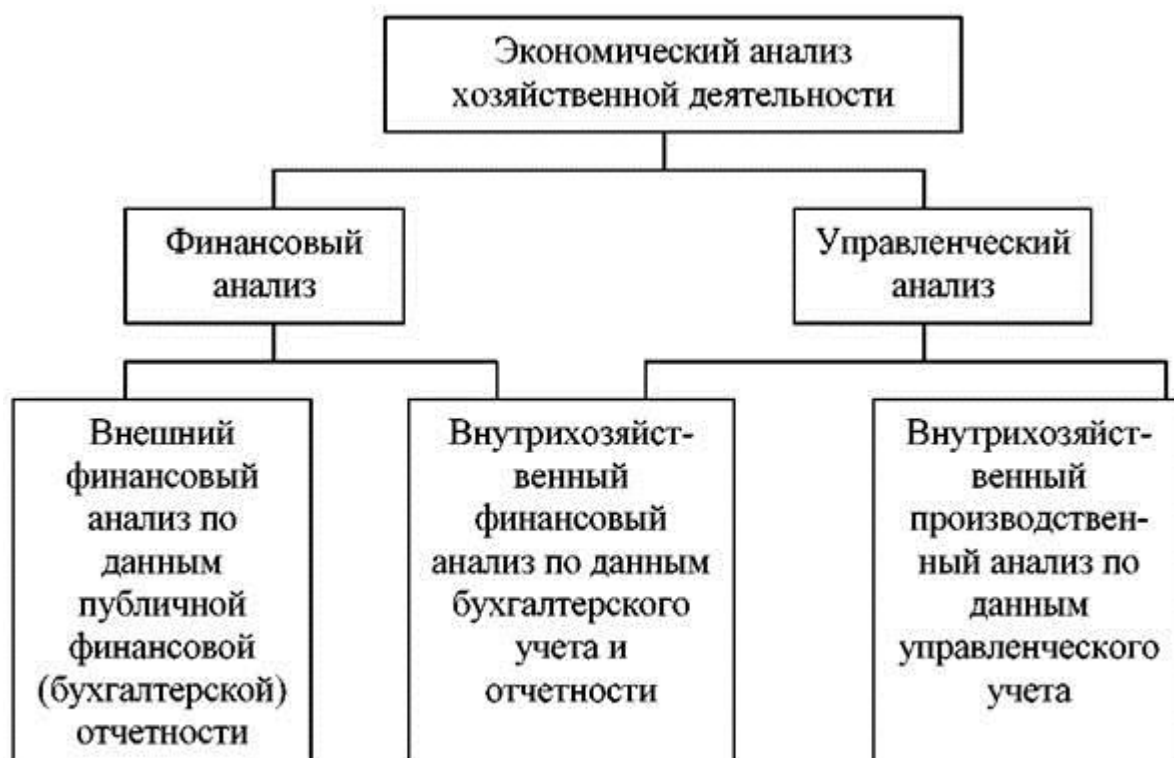 Экономический анализ
хозяйственной деятельности
Финансовый
анализ
Управленческий
анализ
Внешний
финансовый
анализ по
данным
публичной
финансовой
(бухгалтерской)
отчетности
Внутрихозяйст-
венный
финансовый
анализ по данным
бухгалтерского
учета и
отчетности
Внутрихозяйст-
венный
производствен-
ный анализ по
данным
управленческого
учета